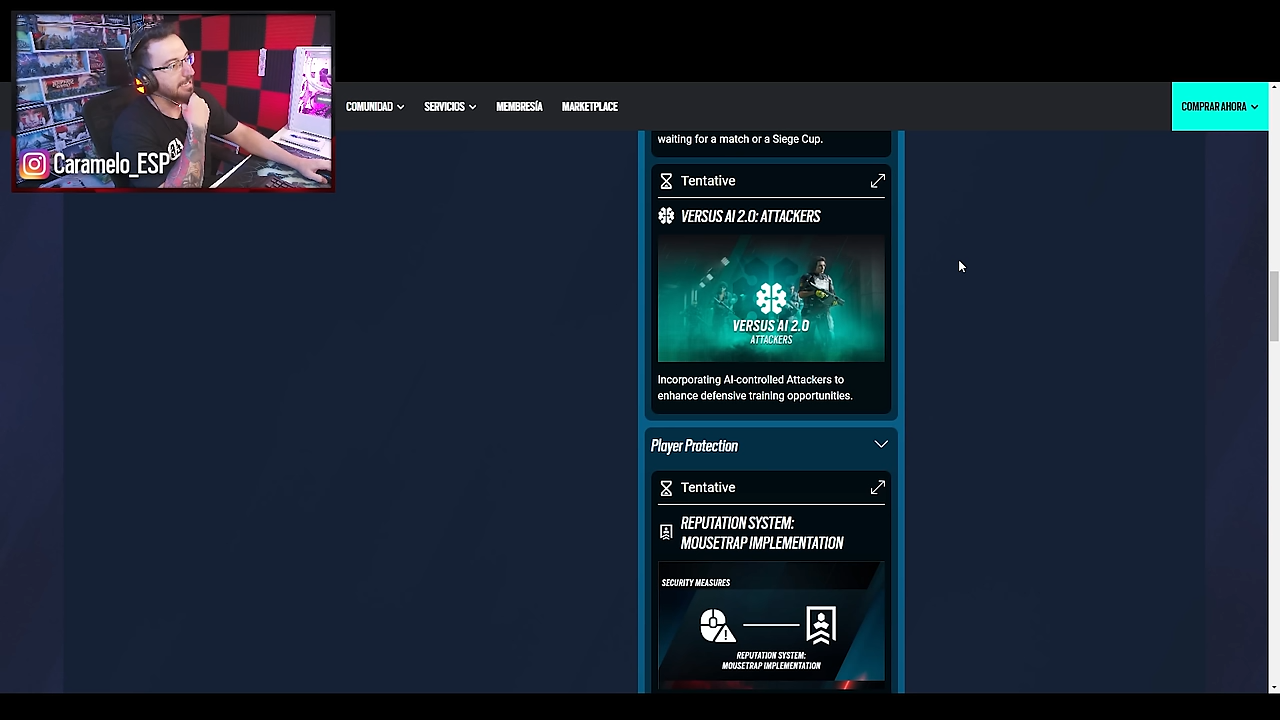 COMUNIDAD
SERVICIOS
MEMBRESÍA
MARKETPLACE
COMPRAR AHORA
Caramelo_ESP
waiting for a match or a Siege Cup.
Tentative
VERSUS AI 2.0: ATTACKERS
VERSUS AI 2.0
ATTACKERS
Incorporating AI-controlled Attackers to
enhance defensive training opportunities.
Player Protection
Tentative
REPUTATION SYSTEM:
MOUSETRAP IMPLEMENTATION
SECURITY MEASURES
REPUTATION SYSTEM:
MOUSETRAP IMPLEMENTATION